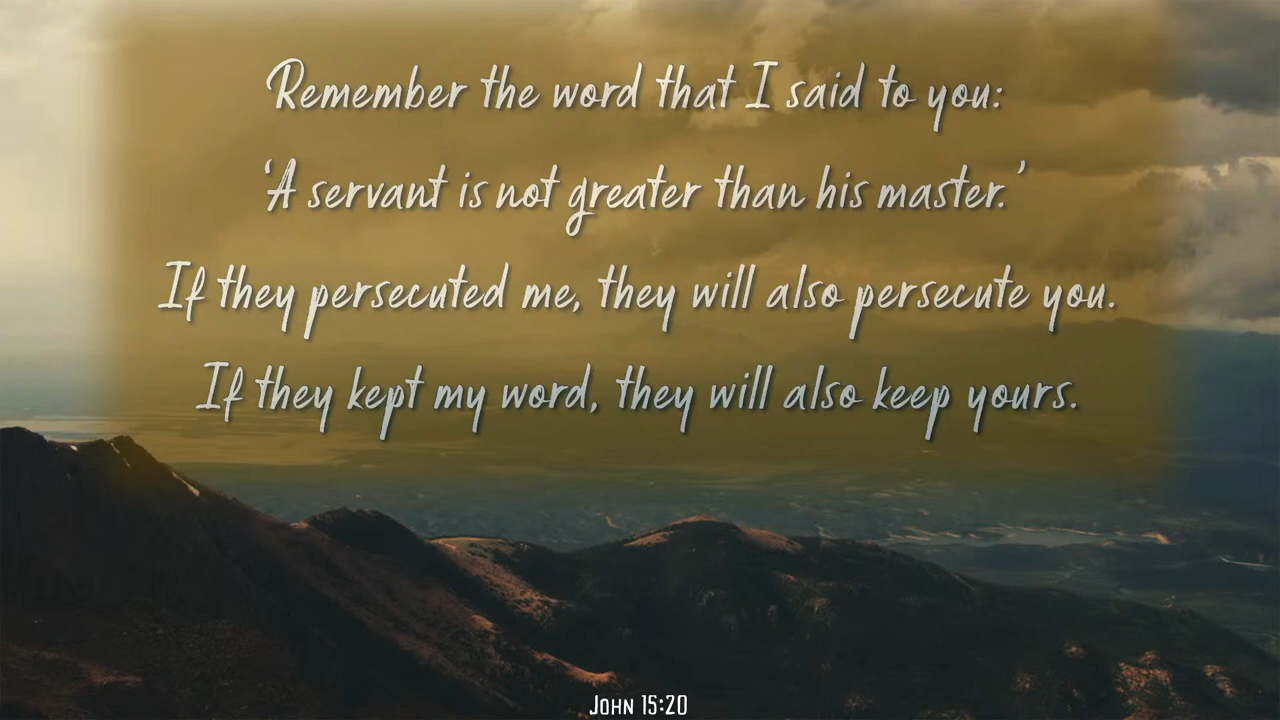 Remember the word that I said to you:
‘A servant is not greater than his master.’
If they persecuted me, they will also persecute you.
If they kept my word, they will also keep yours.
John 15:20